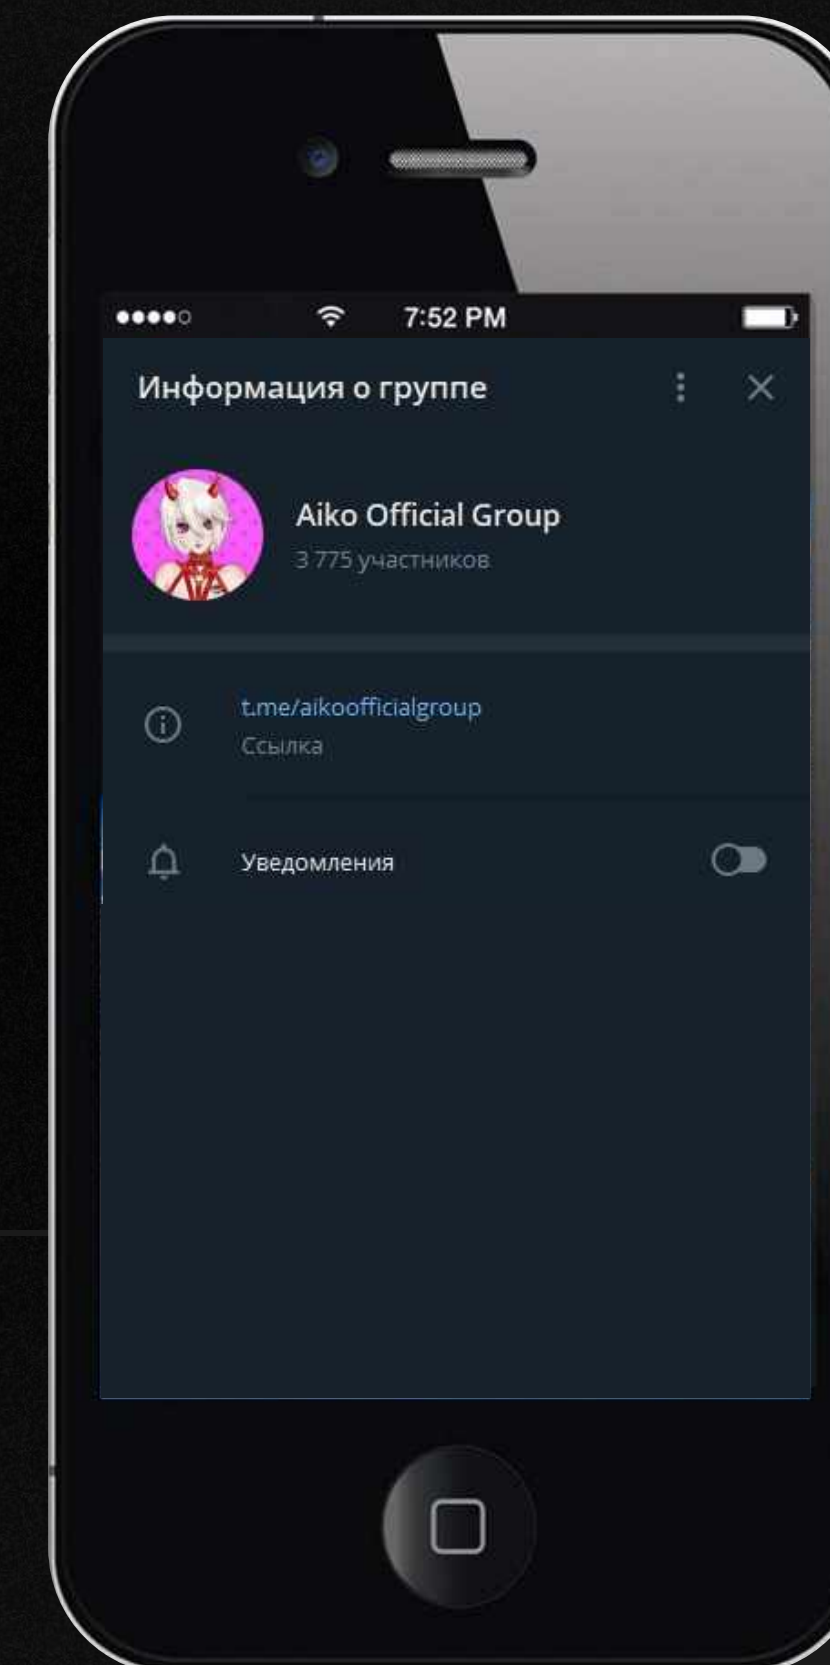 7:52 PM
Информация о группе
Aiko Official Group
3 775 участников
t.me/aikoofficialgroup
Ссылка
Уведомления